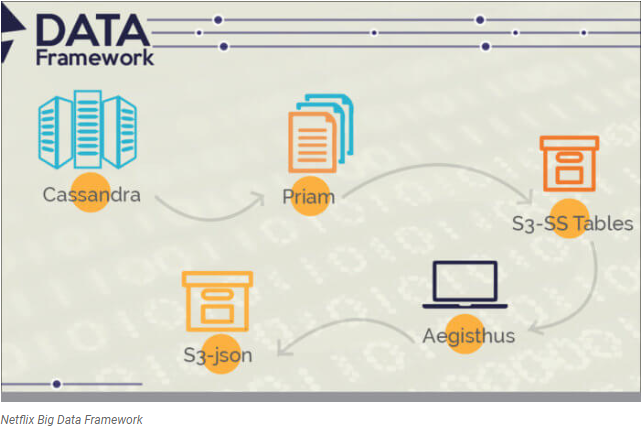 DATA
Framework
Cassandra
Priam
S3-SS Tables
Aegisthus
S3-json
Netflix Big Data Framework